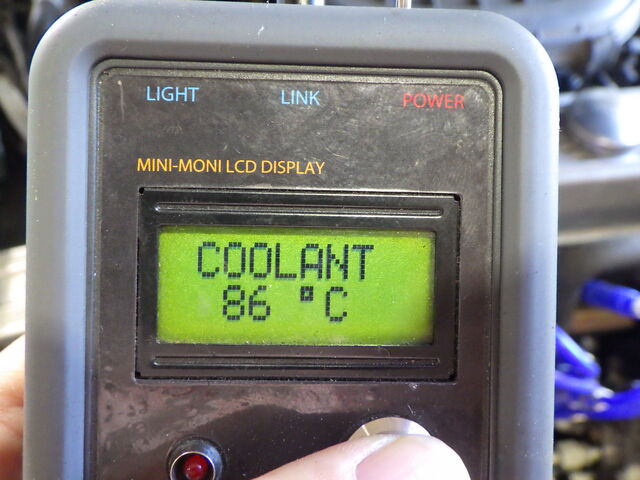 LIGHT LINK POWER
MINI-MONI LCD DISPLAY
COOLANT
86 °C